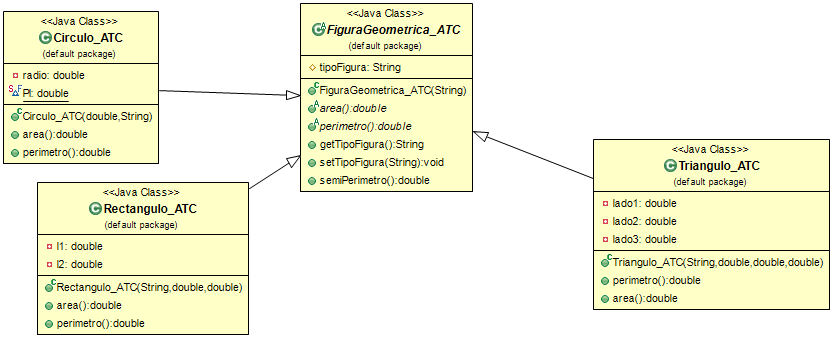 <<Java Class>>
Circulo_ATC
(default package)
radio: double
S F PI: double
Circulo_ATC(double,String)
area():double
perimetro():double
<<Java Class>>
FiguraGeometrica_ATC
(default package)
tipoFigura: String
FiguraGeometrica_ATC(String)
area():double
perimetro():double
getTipoFigura():String
setTipoFigura(String):void
semiPerimetro():double
<<Java Class>>
Rectangulo_ATC
(default package)
l1: double
l2: double
Rectangulo_ATC(String,double,double)
area():double
perimetro():double
<<Java Class>>
Triangulo_ATC
(default package)
lado1: double
lado2: double
lado3: double
Triangulo_ATC(String,double,double,double)
perimetro():double
area():double